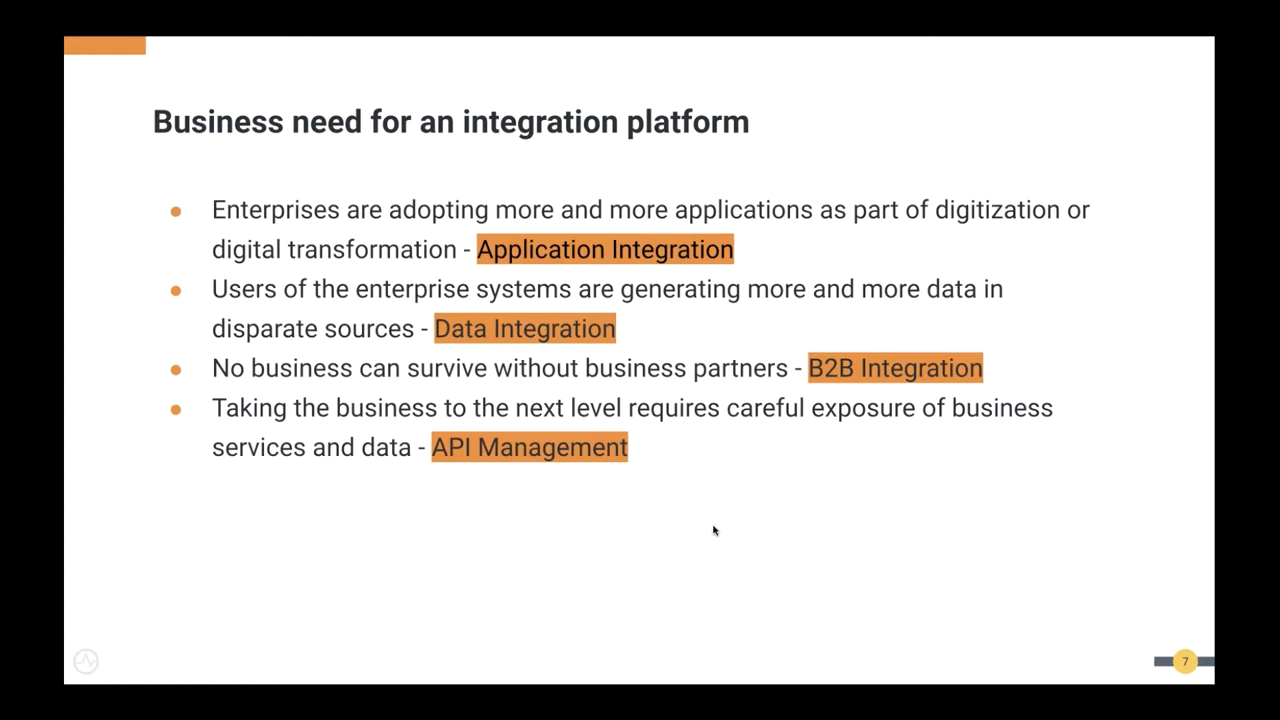 Business need for an integration platform
● Enterprises are adopting more and more applications as part of digitization or
digital transformation - Application Integration
● Users of the enterprise systems are generating more and more data in
disparate sources - Data Integration
● No business can survive without business partners - B2B Integration
● Taking the business to the next level requires careful exposure of business
services and data - API Management
7